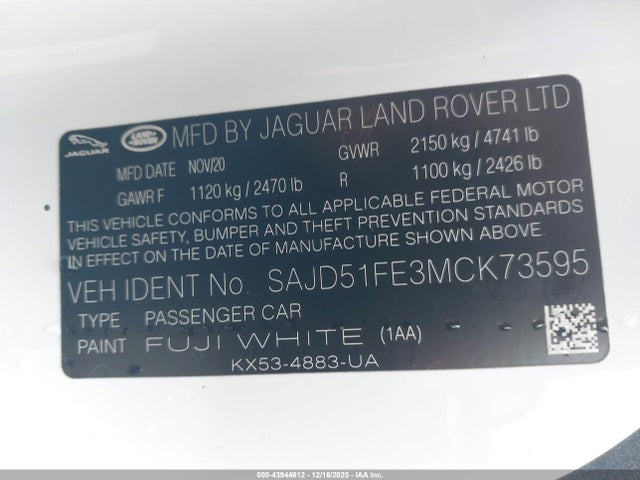 JAGUAR LAND ROVER MFD BY JAGUAR LAND ROVER LTD
MFD DATE NOV/20 GVWR 2150 kg / 4741 lb
GAWR F 1120 kg / 2470 lb R 1100 kg / 2426 lb
THIS VEHICLE CONFORMS TO ALL APPLICABLE FEDERAL MOTOR
VEHICLE SAFETY, BUMPER AND THEFT PREVENTION STANDARDS
IN EFFECT ON THE DATE OF MANUFACTURE SHOWN ABOVE.
VEH IDENT No. SAJD51FE3MCK73595
TYPE PASSENGER CAR
PAINT FUJI WHITE (1AA)
KX53-4883-UA
000-43944612 - 12/16/2025 - IAA